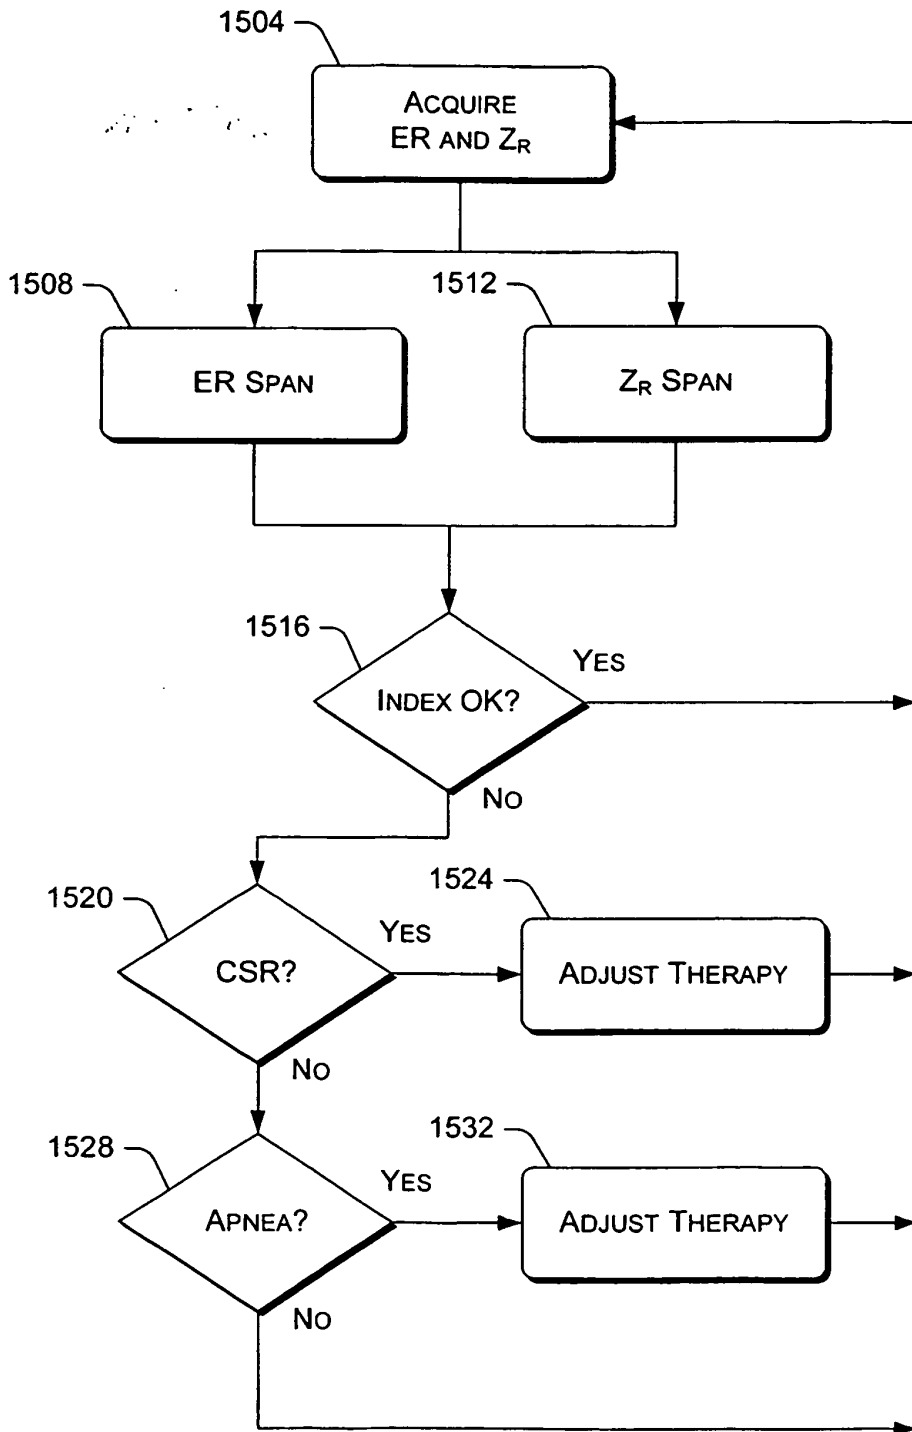 1504
ACQUIRE
ER AND ZR
1508
1512
ER SPAN
ZR SPAN
1516
YES
INDEX OK?
NO
1520
1524
YES
CSR?
ADJUST THERAPY
NO
1528
1532
YES
APNEA?
ADJUST THERAPY
NO